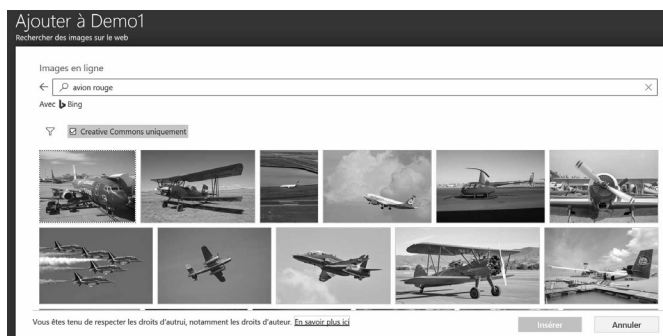 Ajouter à Demo1
Rechercher des images sur le web
Images en ligne
avion rouge
Avec Bing
Creative Commons uniquement
Vous êtes tenu de respecter les droits d'autrui, notamment les droits d'auteur. En savoir plus ici
Insérer
Annuler